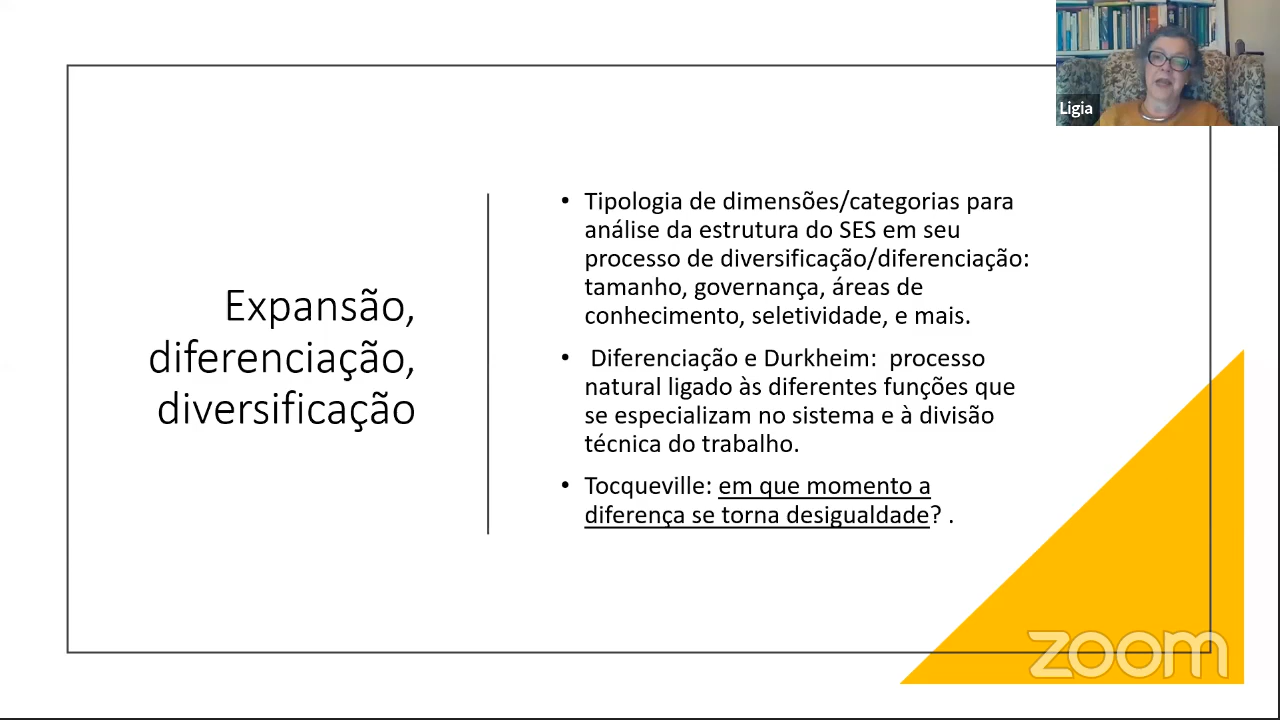 Ligia
Expansão,
diferenciação,
diversificação
• Tipologia de dimensões/categorias para
análise da estrutura do SES em seu
processo de diversificação/diferenciação:
tamanho, governança, áreas de
conhecimento, seletividade, e mais.
• Diferenciação e Durkheim: processo
natural ligado às diferentes funções que
se especializam no sistema e à divisão
técnica do trabalho.
• Tocqueville: em que momento a
diferença se torna desigualdade? .
zoom